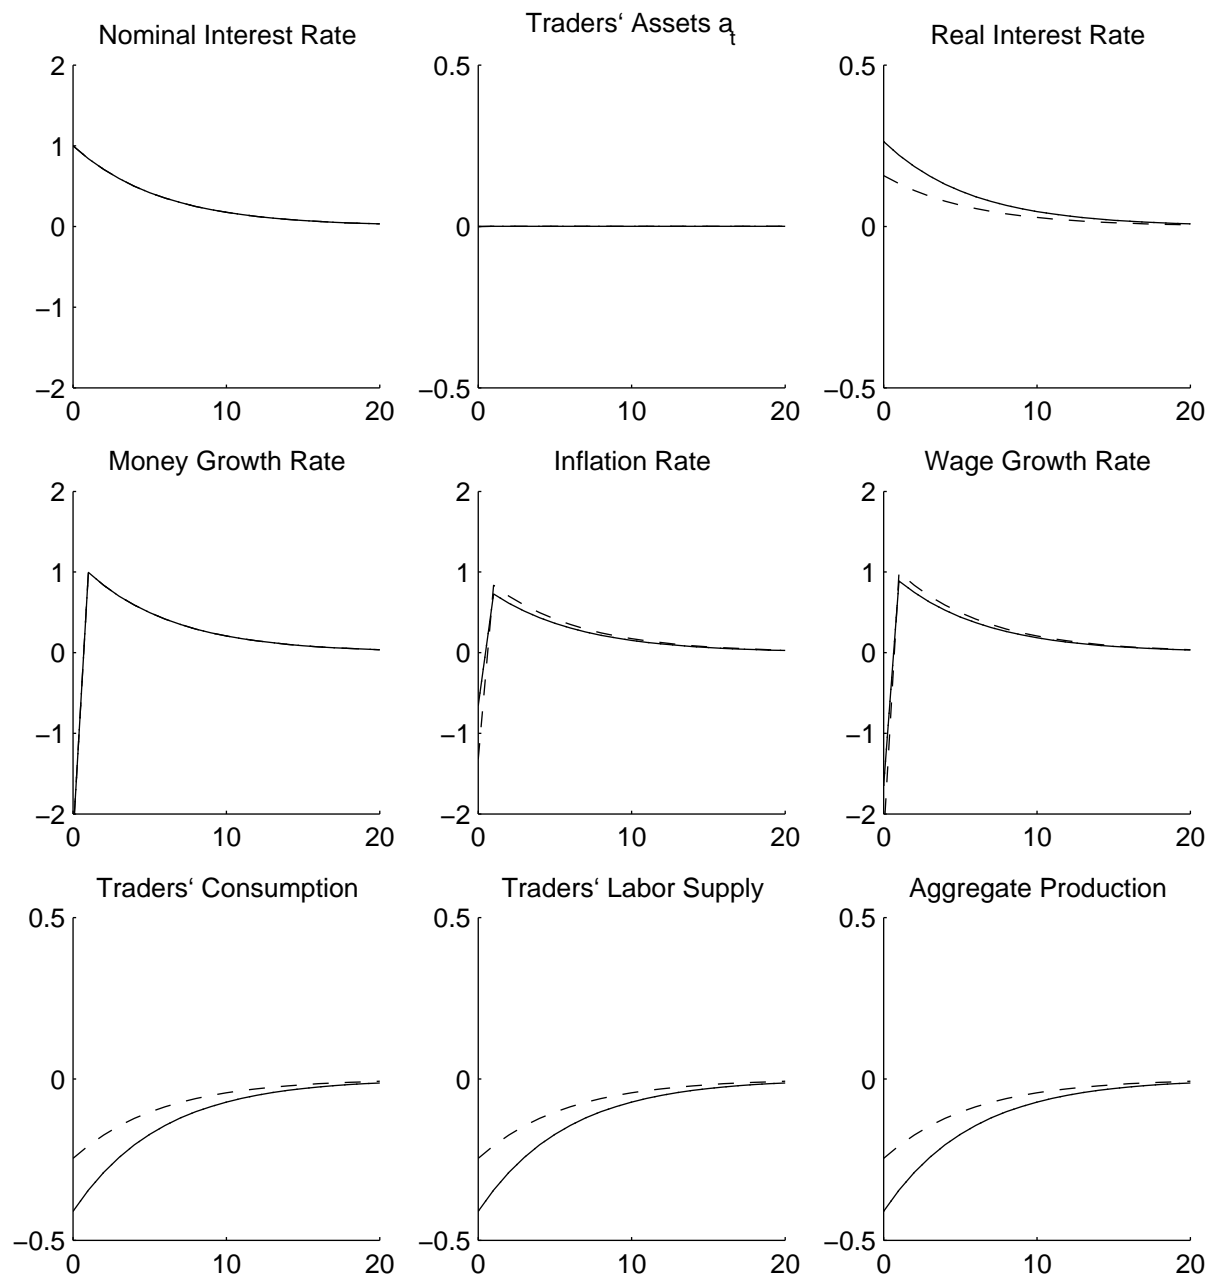 Nominal Interest Rate
Traders‘ Assets at
Real Interest Rate
2
1
0
−1
−2
0 10 20
0.5
0
−0.5
0 10 20
0.5
0
−0.5
0 10 20
Money Growth Rate
Inflation Rate
Wage Growth Rate
2
1
0
−1
−2
0 10 20
2
1
0
−1
−2
0 10 20
2
1
0
−1
−2
0 10 20
Traders‘ Consumption
Traders‘ Labor Supply
Aggregate Production
0.5
0
−0.5
0 10 20
0.5
0
−0.5
0 10 20
0.5
0
−0.5
0 10 20